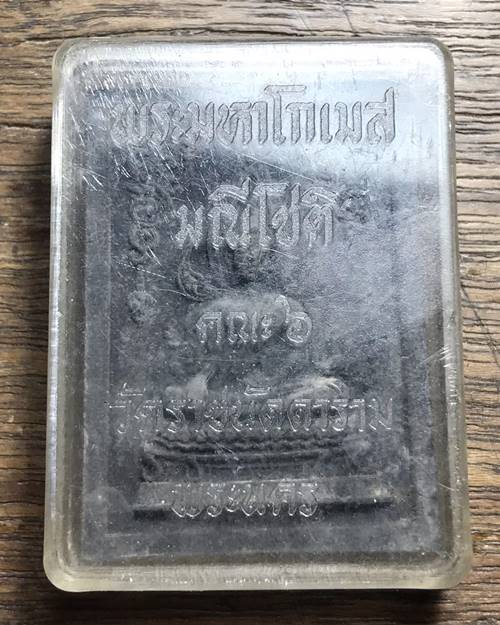 พระมหาโกเมส
มณีโชติ
คณะ ๖
วัดราชนัดดาราม
พระนคร